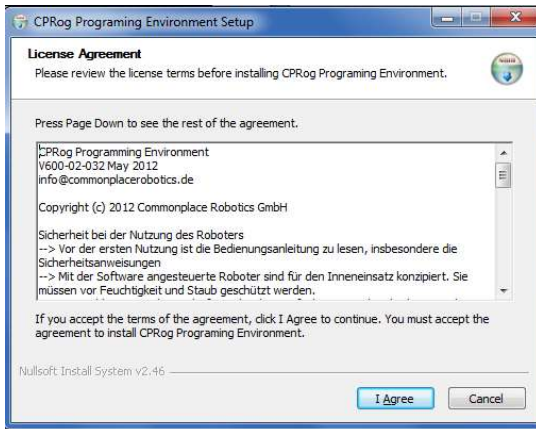 CPRog Programing Environment Setup
License Agreement
Please review the license terms before installing CPRog Programing Environment.
Press Page Down to see the rest of the agreement.
CPRog Programming Environment
V600-02-032 May 2012
info@commonplacerobotics.de
Copyright (c) 2012 Commonplace Robotics GmbH
Sicherheit bei der Nutzung des Roboters
--> Vor der ersten Nutzung ist die Bedienungsanleitung zu lesen, insbesondere die
Sicherheitsanweisungen
--> Mit der Software angesteuerte Roboter sind für den Inneneinsatz konzipiert. Sie
müssen vor Feuchtigkeit und Staub geschützt werden.
If you accept the terms of the agreement, click I Agree to continue. You must accept the
agreement to install CPRog Programing Environment.
Nullsoft Install System v2.46
I Agree
Cancel